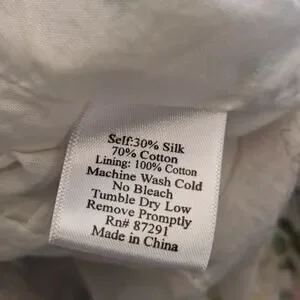 Self:30% Silk
70% Cotton
Lining: 100% Cotton
Machine Wash Cold
No Bleach
Tumble Dry Low
Remove Promptly
Rn# 87291
Made in China